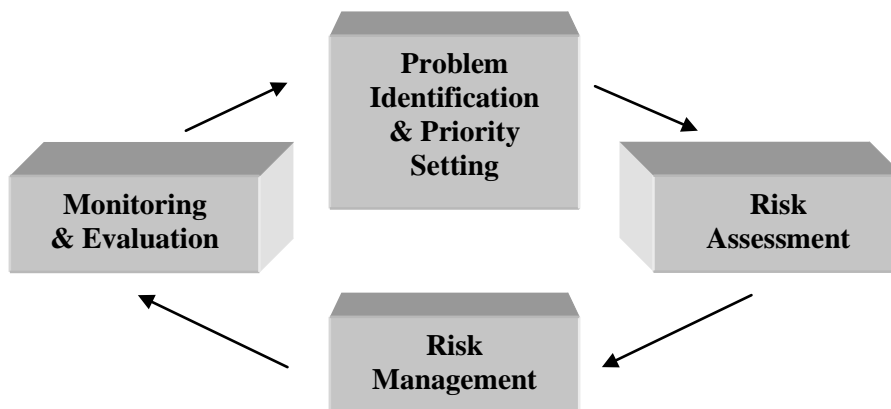 Problem
Identification
& Priority
Setting
Monitoring
& Evaluation
Risk
Assessment
Risk
Management